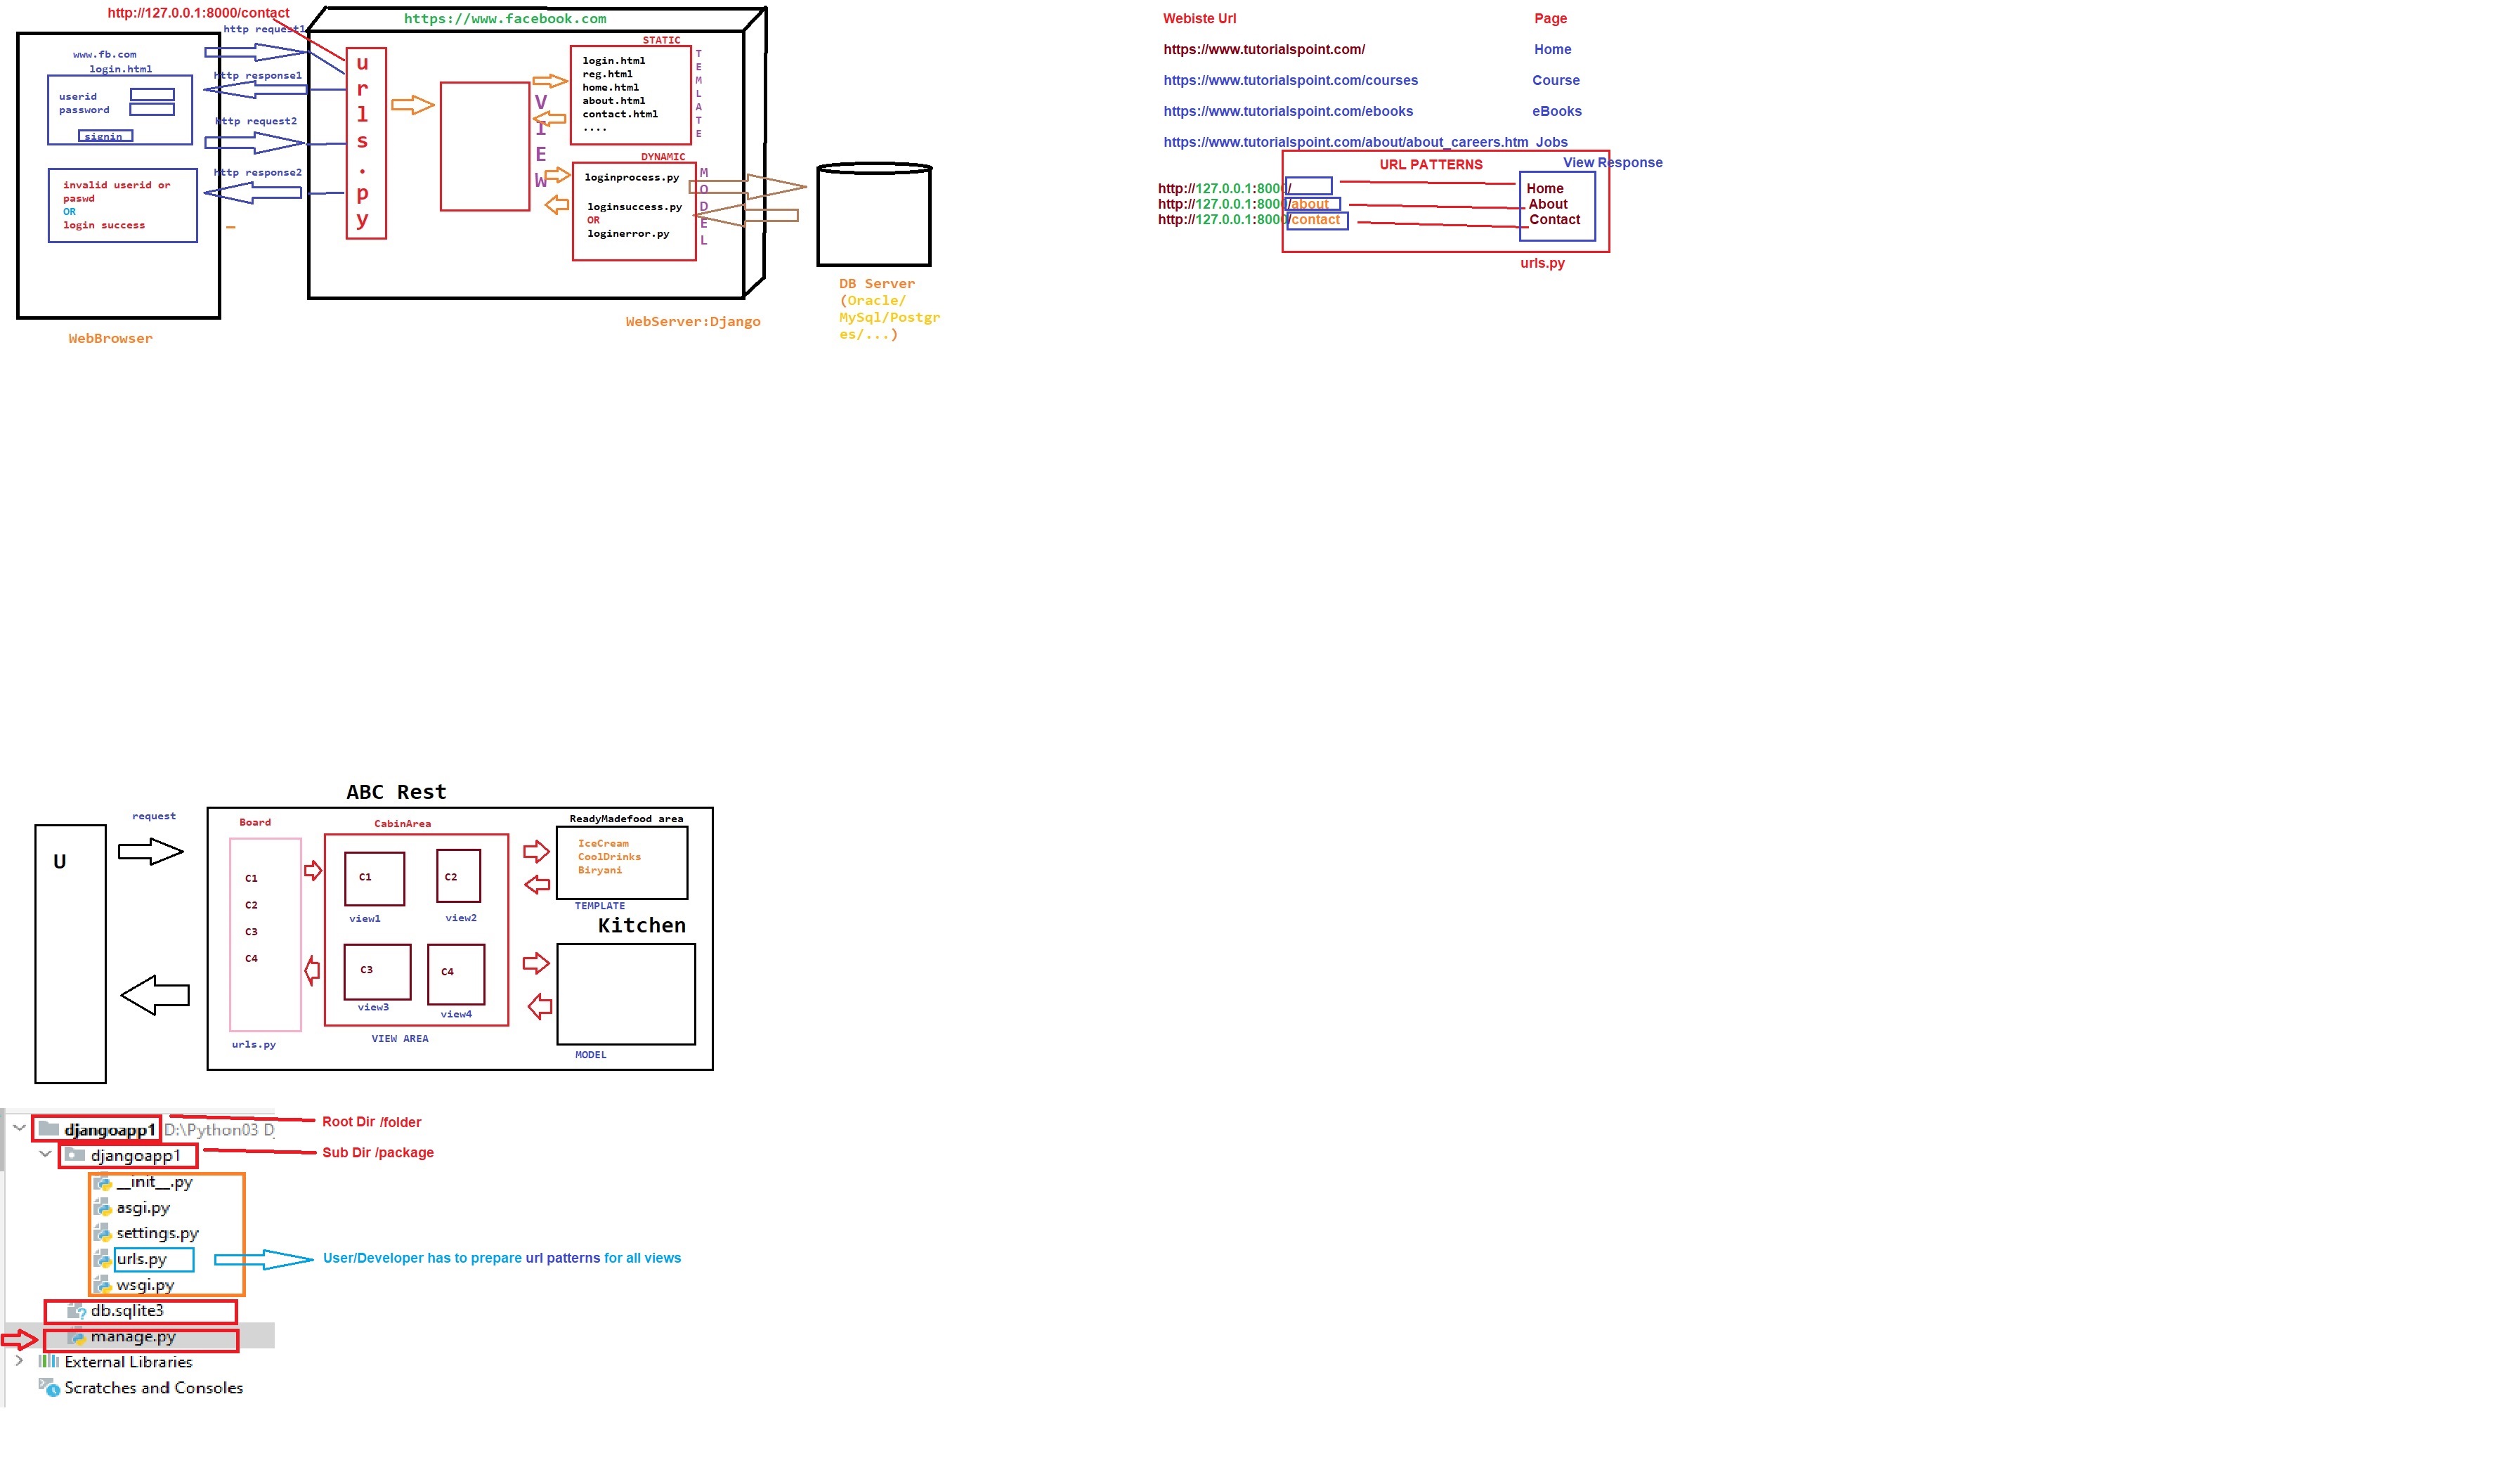 http://127.0.0.1:8000/contact
https://www.facebook.com
http request1
www.fb.com
login.html
http response1
userid
password
http request2
signin
http response2
invalid userid or
paswd
OR
login success
WebBrowser
urls.py
VIEW
STATIC
login.html
reg.html
home.html
about.html
contact.html
....
TEMLATE
DYNAMIC
loginprocess.py
loginsuccess.py
OR
loginerror.py
MODEL
WebServer:Django
DB Server
(Oracle/
MySql/Postgr
es/...)
Webiste Url Page
https://www.tutorialspoint.com/ Home
https://www.tutorialspoint.com/courses Course
https://www.tutorialspoint.com/ebooks eBooks
https://www.tutorialspoint.com/about/about_careers.htm Jobs
URL PATTERNS View Response
http://127.0.0.1:8000/ Home
http://127.0.0.1:8000/about About
http://127.0.0.1:8000/contact Contact
urls.py
ABC Rest
request
U
Board
C1
C2
C3
C4
urls.py
CabinArea
C1 C2
view1 view2
C3 C4
view3 view4
VIEW AREA
ReadyMadefood area
IceCream
CoolDrinks
Biryani
TEMPLATE
Kitchen
MODEL
djangoapp1 D:\Python03 D Root Dir /folder
djangoapp1 Sub Dir /package
__init__.py
asgi.py
settings.py
urls.py User/Developer has to prepare url patterns for all views
wsgi.py
db.sqlite3
manage.py
External Libraries
Scratches and Consoles